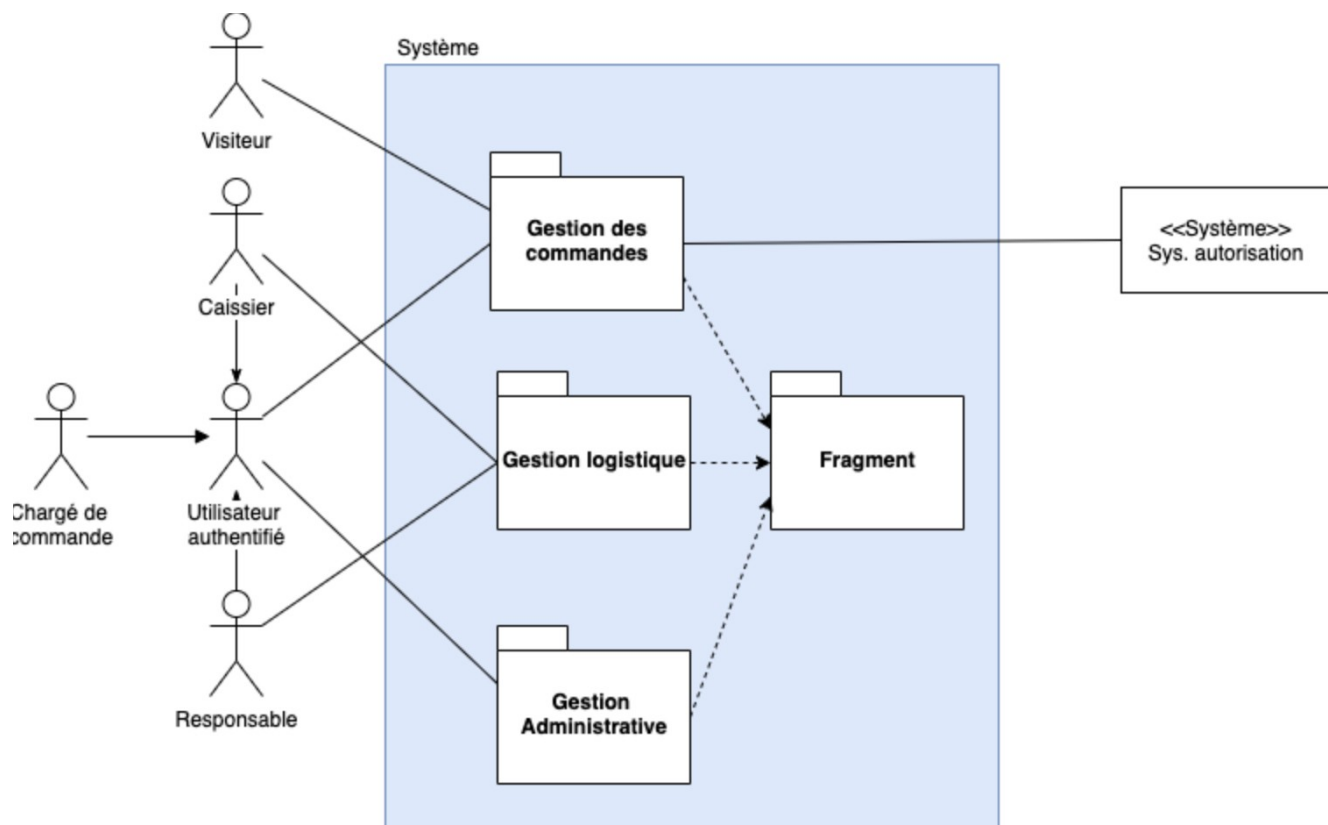 Système
Visiteur
Gestion des
commandes
<<Système>>
Sys. autorisation
Caissier
Gestion logistique
Fragment
Chargé de
commande
Utilisateur
authentifié
Gestion
Administrative
Responsable